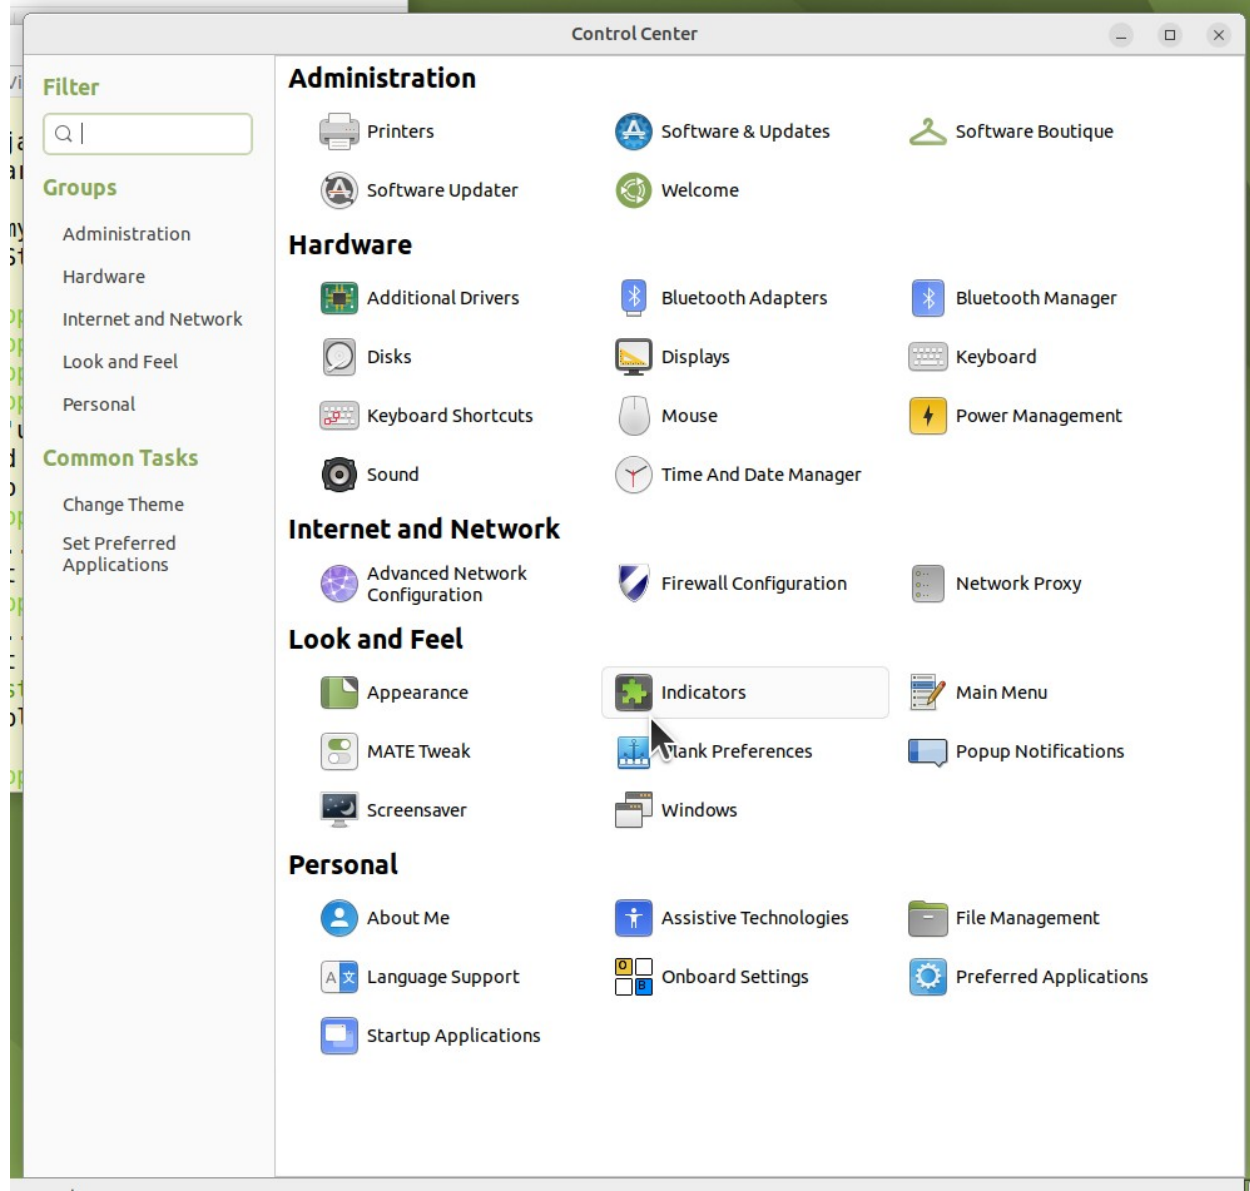 Control Center
Filter
Groups
Administration
Hardware
Internet and Network
Look and Feel
Personal
Common Tasks
Change Theme
Set Preferred
Applications
Administration
Printers
Software & Updates
Software Boutique
Software Updater
Welcome
Hardware
Additional Drivers
Bluetooth Adapters
Bluetooth Manager
Disks
Displays
Keyboard
Keyboard Shortcuts
Mouse
Power Management
Sound
Time And Date Manager
Internet and Network
Advanced Network
Configuration
Firewall Configuration
Network Proxy
Look and Feel
Appearance
Indicators
Main Menu
MATE Tweak
Preferences
Popup Notifications
Screensaver
Windows
Personal
About Me
Assistive Technologies
File Management
Language Support
Onboard Settings
Preferred Applications
Startup Applications